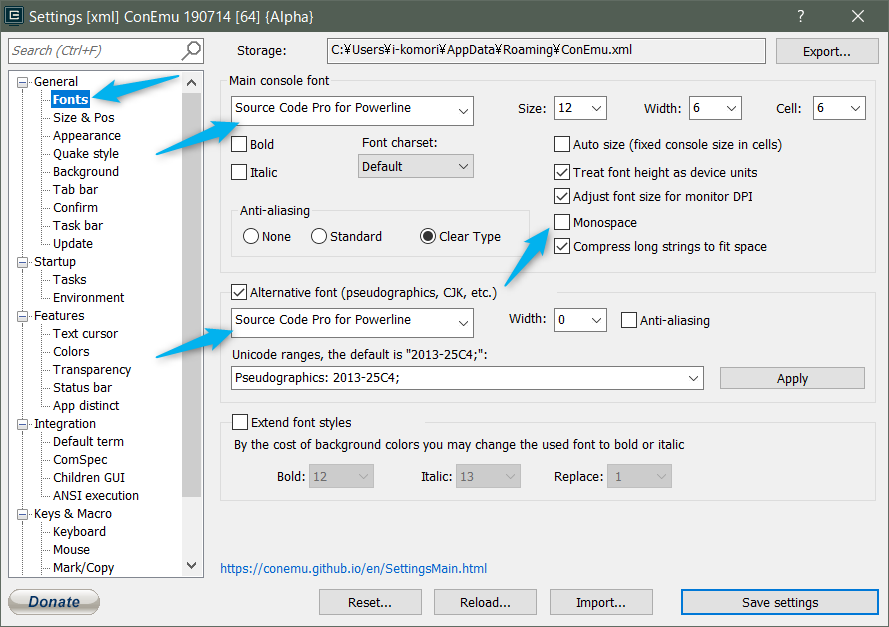 Settings [xml] ConEmu 190714 [64] {Alpha}
Search (Ctrl+F)
General
Fonts
Size & Pos
Appearance
Quake style
Background
Tab bar
Confirm
Task bar
Update
Startup
Tasks
Environment
Features
Text cursor
Colors
Transparency
Status bar
App distinct
Integration
Default term
ComSpec
Children GUI
ANSI execution
Keys & Macro
Keyboard
Mouse
Mark/Copy
Donate
Storage: C:¥Users¥i-komori¥AppData¥Roaming¥ConEmu.xml Export...
Main console font
Source Code Pro for Powerline Size: 12 Width: 6 Cell: 6
Bold Font charset: Auto size (fixed console size in cells)
Italic Default Treat font height as device units
Adjust font size for monitor DPI
Anti-aliasing Monospace
None Standard Clear Type Compress long strings to fit space
Alternative font (pseudographics, CJK, etc.)
Source Code Pro for Powerline Width: 0 Anti-aliasing
Unicode ranges, the default is "2013-25C4;":
Pseudographics: 2013-25C4; Apply
Extend font styles
By the cost of background colors you may change the used font to bold or italic
Bold: 12 Italic: 13 Replace: 1
https://conemu.github.io/en/SettingsMain.html
Reset... Reload... Import... Save settings